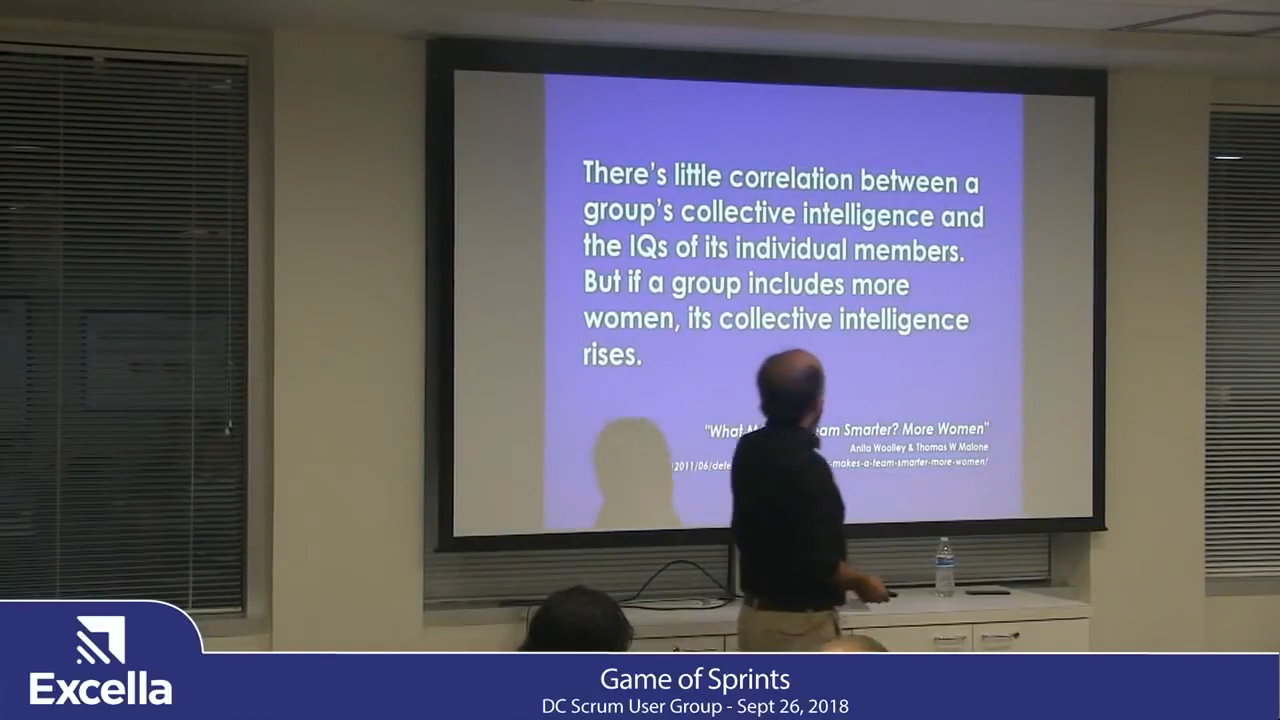 There's little correlation between a
group's collective intelligence and
the IQs of its individual members.
But if a group includes more
women, its collective intelligence
rises.
"What eam Smarter? More Women"
Anita Woolley & Thomas W Malone
/2011/06/defe -makes-a-team-smarter-more-women/
Excella
Game of Sprints
DC Scrum User Group - Sept 26, 2018